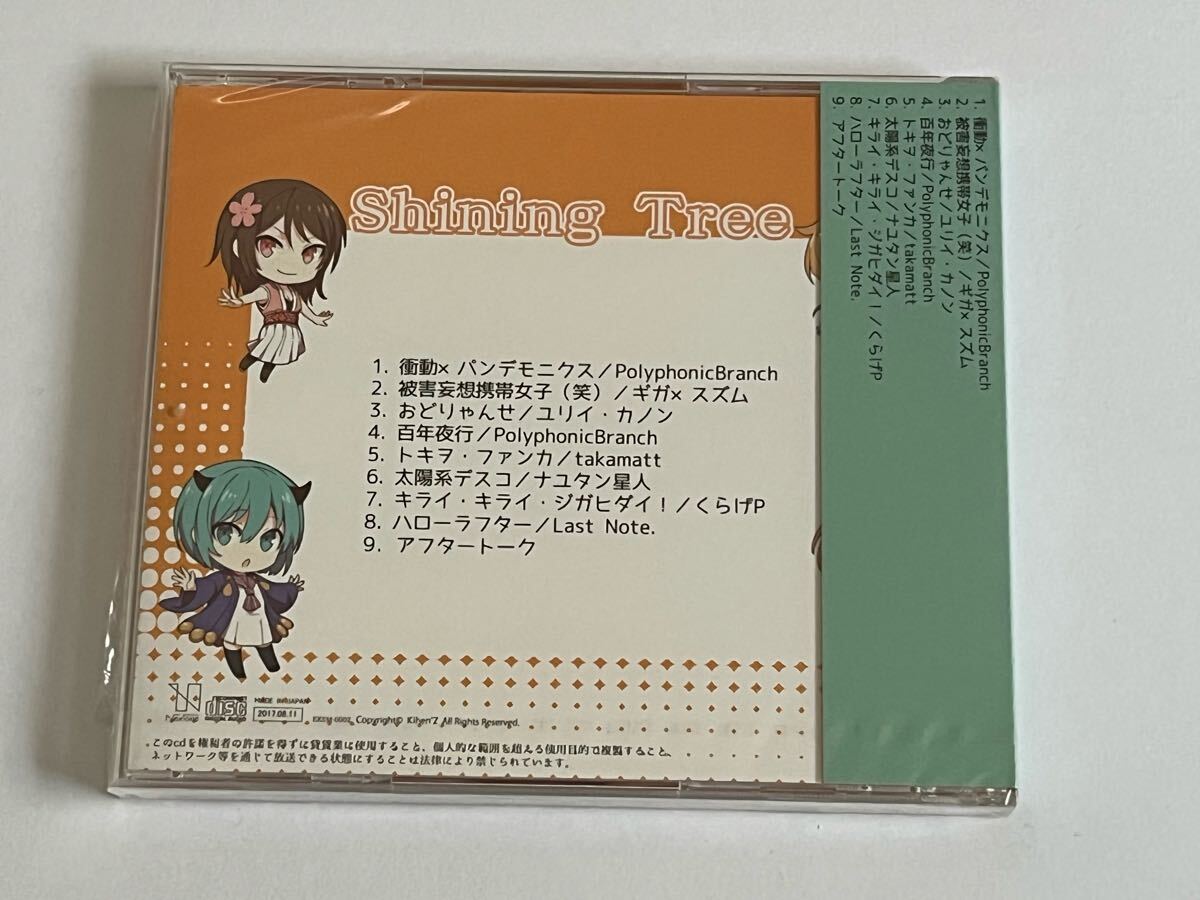 Shining Tree
1. 衝動× パンデモニクス／PolyphonicBranch
2. 被害妄想携帯女子（笑）／ギガ× スズム
3. おどりゃんせ／ユリイ・カノン
4. 百年夜行／PolyphonicBranch
5. トキヲ・ファンカ／takamatt
6. 太陽系デスコ／ナユタン星人
7. キライ・キライ・ジガヒダイ！／くらげP
8. ハローラフター／Last Note.
9. アフタートーク
disc
DIGITAL AUDIO
MADE IN JAPAN
2017.08.11
Copyright© Kilyen'Z All Rights Reserved.
このcdを権利者の許諾を得ずに賃貸業に使用すること、個人的な範囲を超える使用目的で複製すること、
ネットワーク等を通じて放送できる状態にすることは法律により禁じられています。
1. 衝動× パンデモニクス／PolyphonicBranch
2. 被害妄想携帯女子（笑）／ギガ× スズム
3. おどりゃんせ／ユリイ・カノン
4. 百年夜行／PolyphonicBranch
5. トキヲ・ファンカ／takamatt
6. 太陽系デスコ／ナユタン星人
7. キライ・キライ・ジガヒダイ！／くらげP
8. ハローラフター／Last Note.
9. アフタートーク